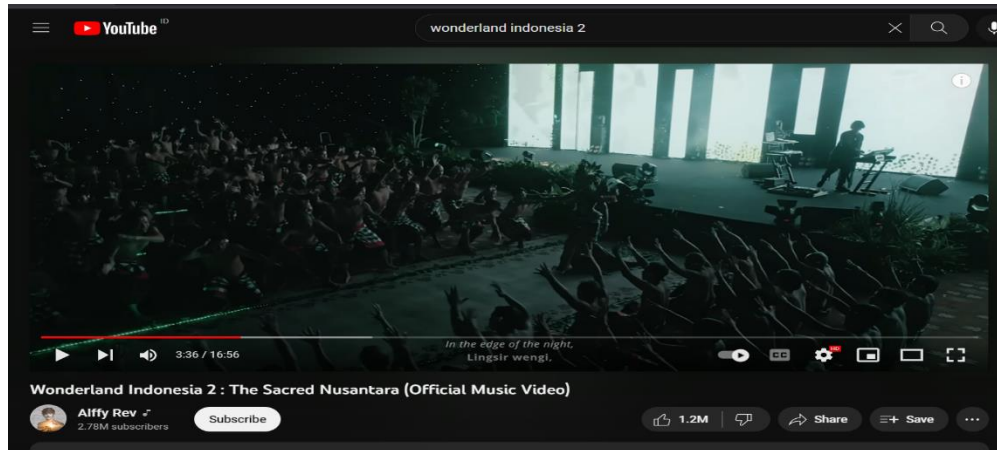 YouTube ID
wonderland indonesia 2
In the edge of the night,
Lingsir wengi,
3:36 / 16:56
CC
HD
Wonderland Indonesia 2 : The Sacred Nusantara (Official Music Video)
Alffy Rev
2.78M subscribers
Subscribe
1.2M
Share
Save